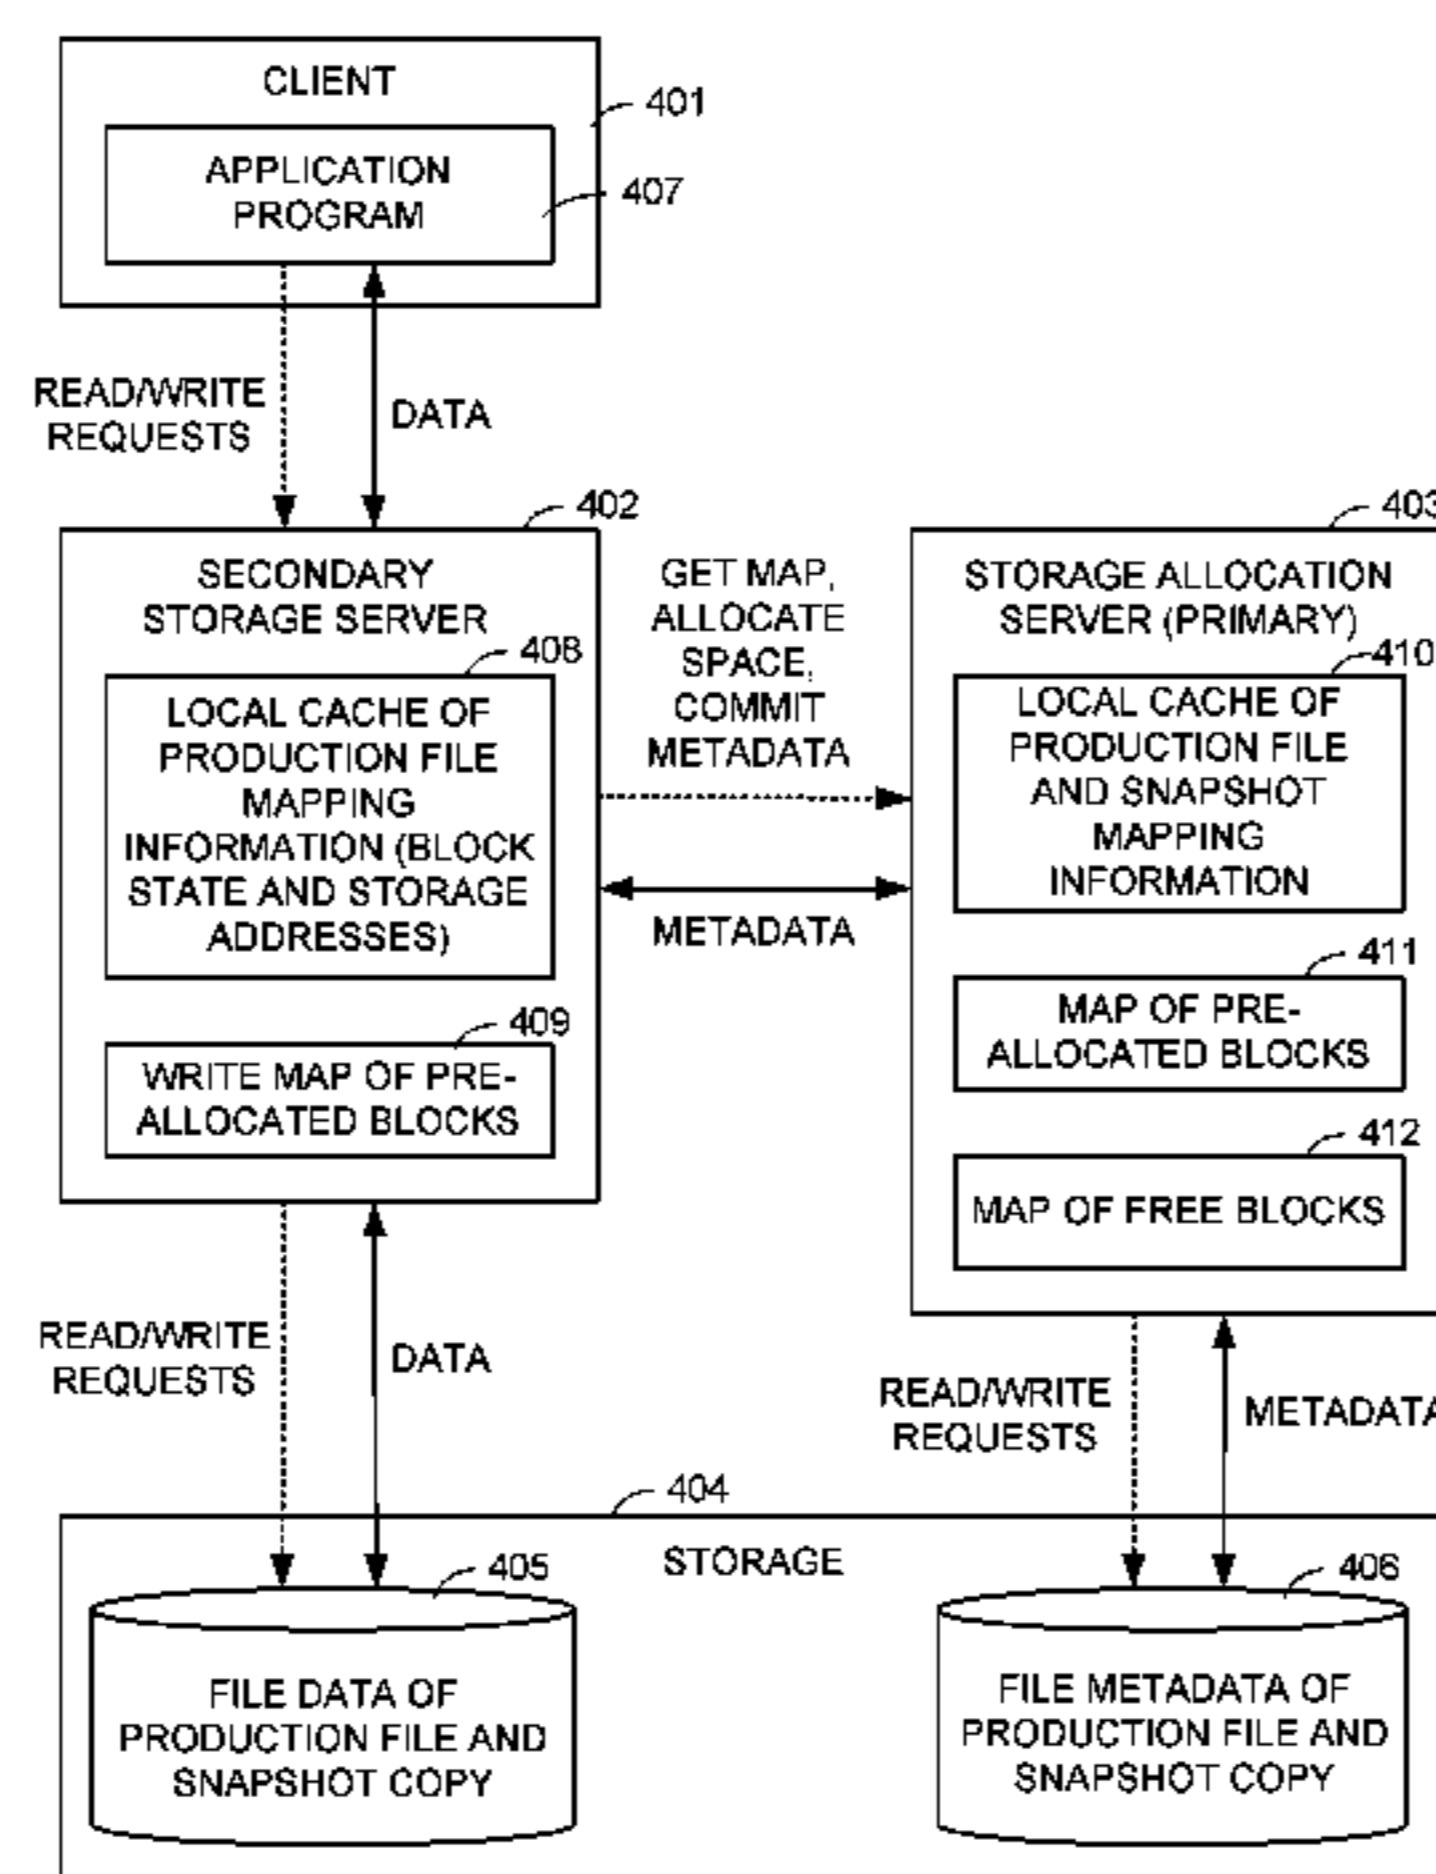 CLIENT
401
APPLICATION
PROGRAM
407
READ/WRITE
REQUESTS
DATA
402
SECONDARY
STORAGE SERVER
408
LOCAL CACHE OF
PRODUCTION FILE
MAPPING
INFORMATION (BLOCK
STATE AND STORAGE
ADDRESSES)
409
WRITE MAP OF PRE-
ALLOCATED BLOCKS
GET MAP,
ALLOCATE
SPACE,
COMMIT
METADATA
METADATA
403
STORAGE ALLOCATION
SERVER (PRIMARY)
410
LOCAL CACHE OF
PRODUCTION FILE
AND SNAPSHOT
MAPPING
INFORMATION
411
MAP OF PRE-
ALLOCATED BLOCKS
412
MAP OF FREE BLOCKS
READ/WRITE
REQUESTS
DATA
READ/WRITE
REQUESTS
METADATA
404
STORAGE
405
FILE DATA OF
PRODUCTION FILE AND
SNAPSHOT COPY
406
FILE METADATA OF
PRODUCTION FILE AND
SNAPSHOT COPY